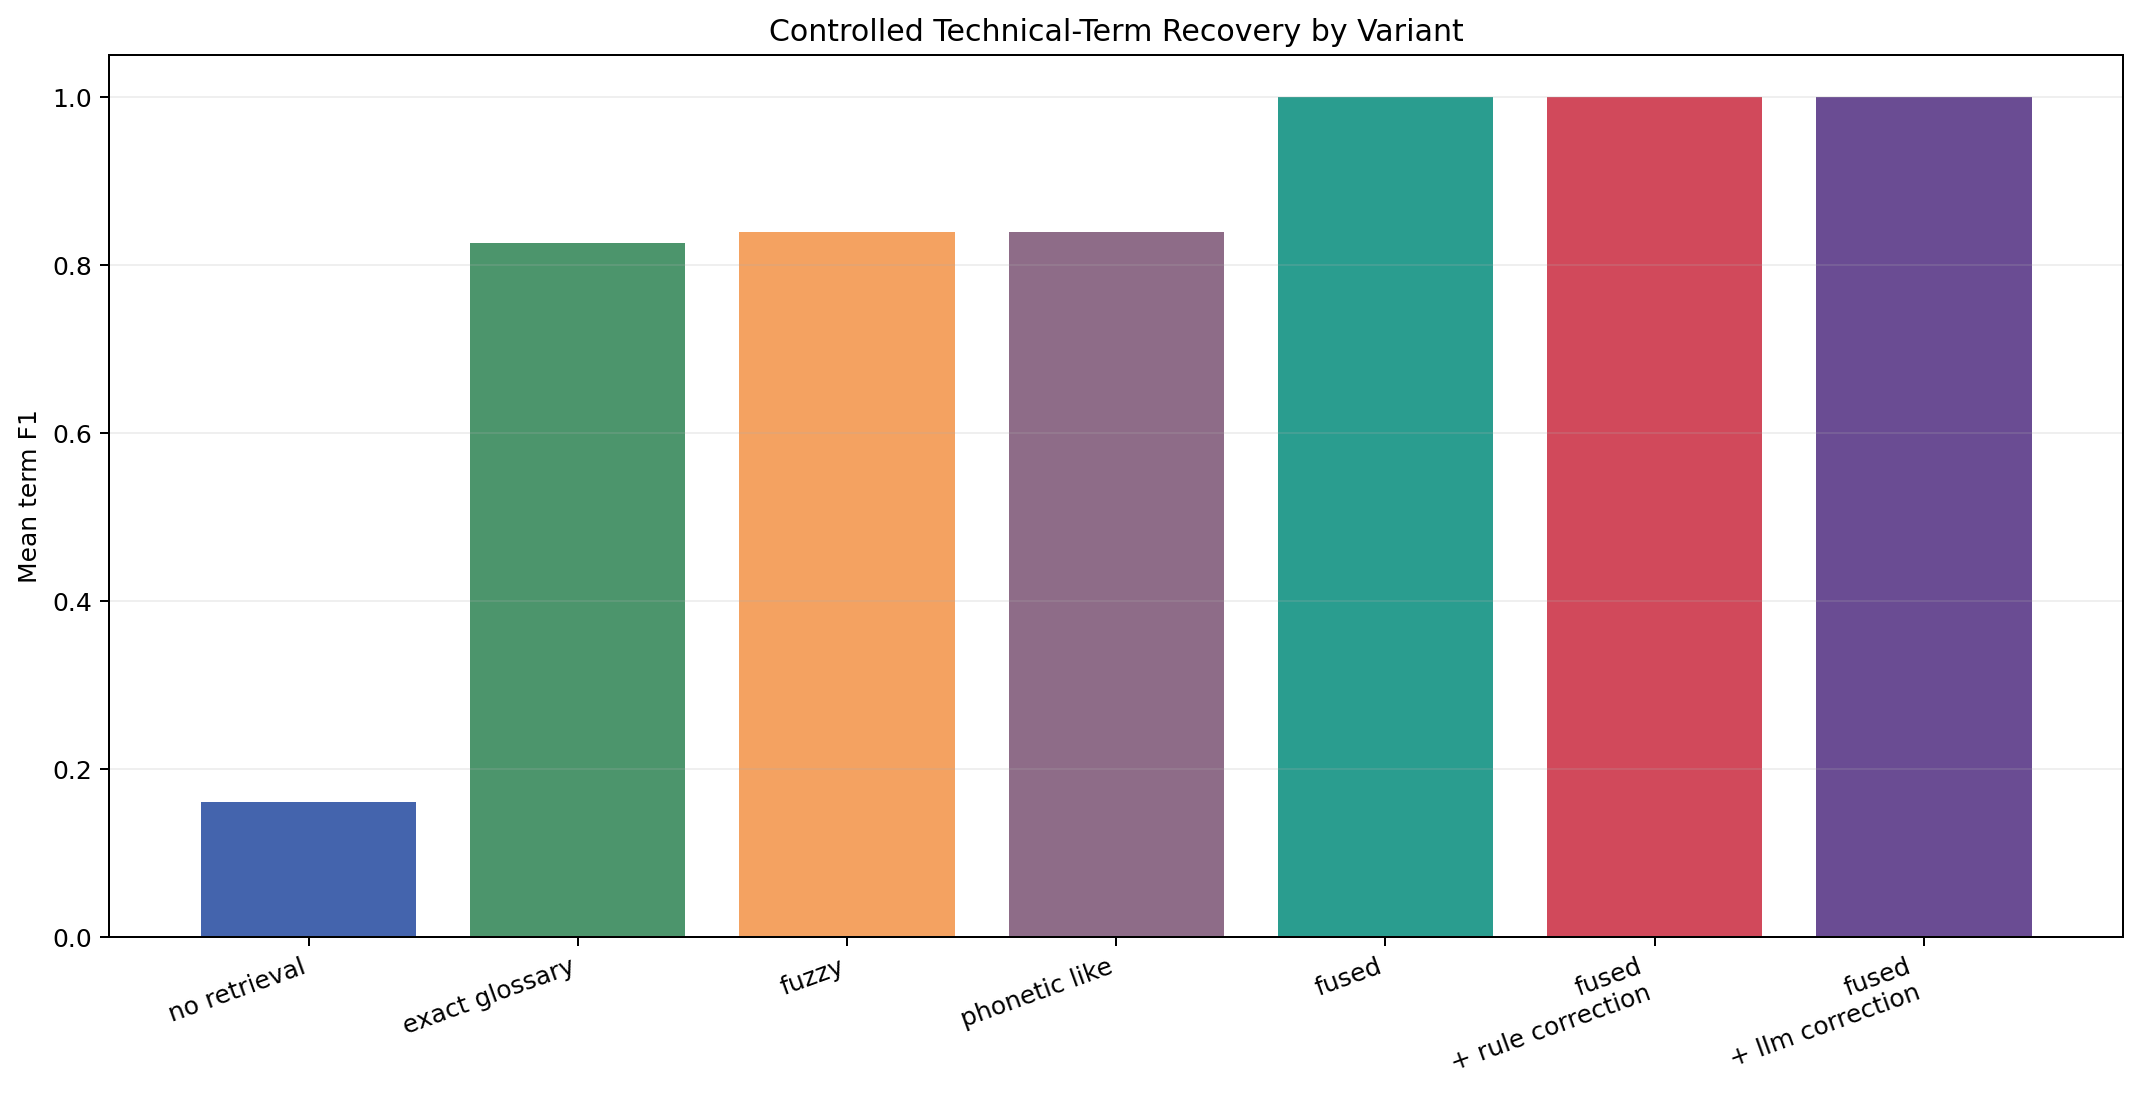 Controlled Technical-Term Recovery by Variant
Mean term F1
1.0
0.8
0.6
0.4
0.2
0.0
no retrieval
exact glossary
fuzzy
phonetic like
fused
fused
+ rule correction
fused
+ llm correction